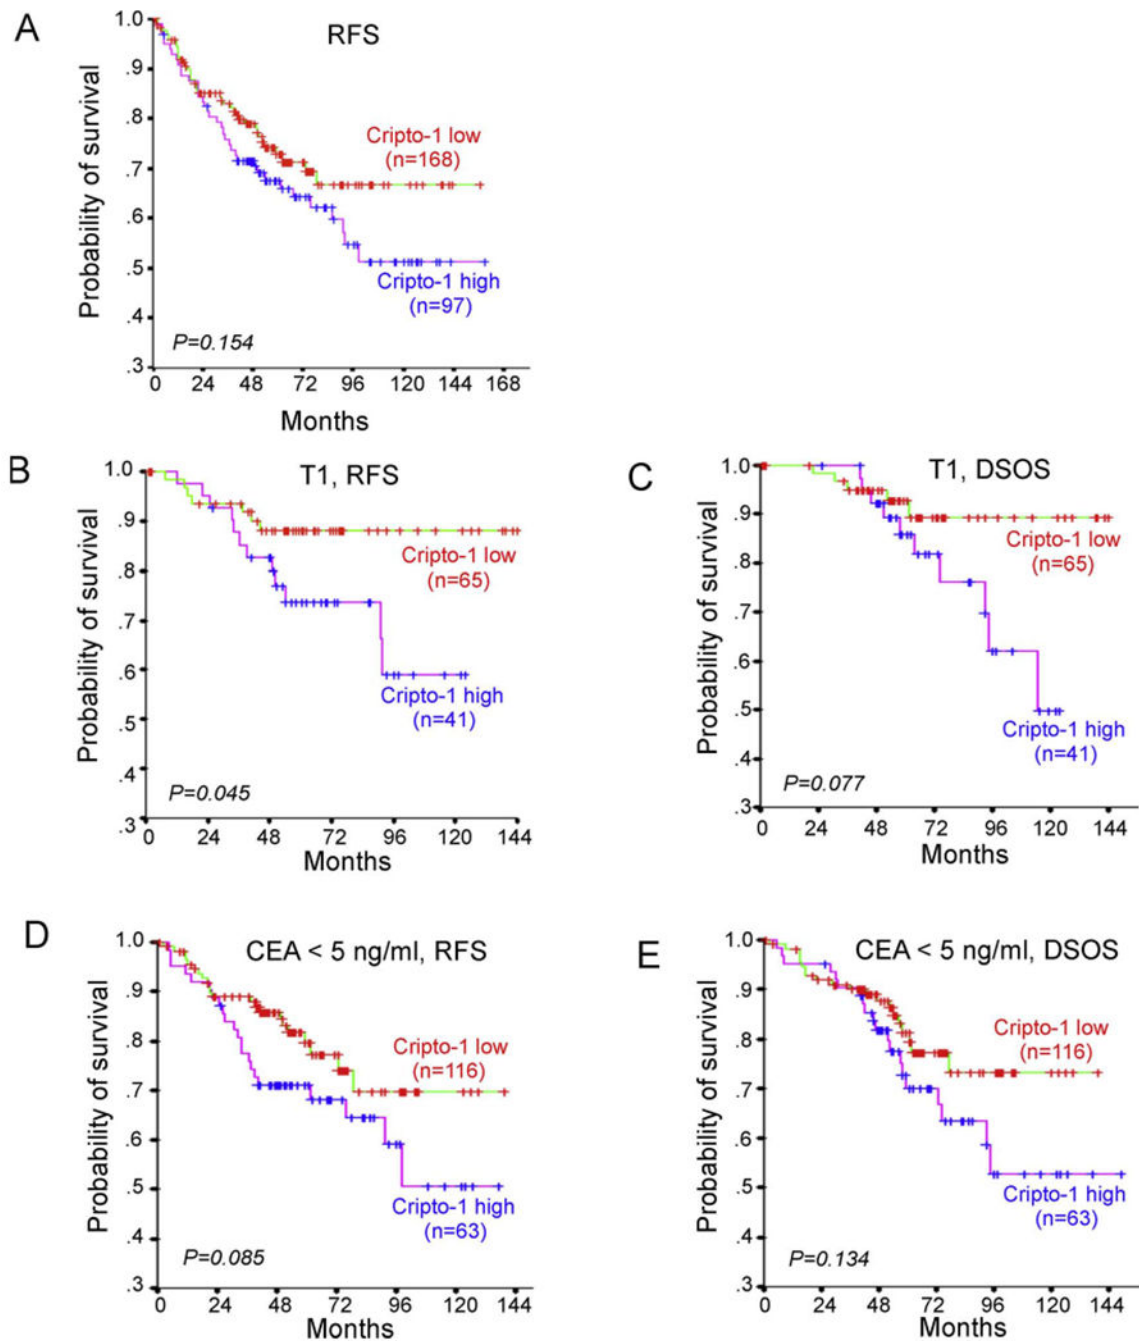 A
RFS
Probability of survival
1.0
.9
.8
.7
.6
.5
.4
.3
Cripto-1 low
(n=168)
Cripto-1 high
(n=97)
P=0.154
0 24 48 72 96 120 144 168
Months
B
T1, RFS
Probability of survival
1.0
.9
.8
.7
.6
.5
.4
.3
Cripto-1 low
(n=65)
Cripto-1 high
(n=41)
P=0.045
0 24 48 72 96 120 144
Months
C
T1, DSOS
Probability of survival
1.0
.9
.8
.7
.6
.5
.4
.3
Cripto-1 low
(n=65)
Cripto-1 high
(n=41)
P=0.077
0 24 48 72 96 120 144
Months
D
CEA < 5 ng/ml, RFS
Probability of survival
1.0
.9
.8
.7
.6
.5
.4
.3
Cripto-1 low
(n=116)
Cripto-1 high
(n=63)
P=0.085
0 24 48 72 96 120 144
Months
E
CEA < 5 ng/ml, DSOS
Probability of survival
1.0
.9
.8
.7
.6
.5
.4
.3
Cripto-1 low
(n=116)
Cripto-1 high
(n=63)
P=0.134
0 24 48 72 96 120 144
Months